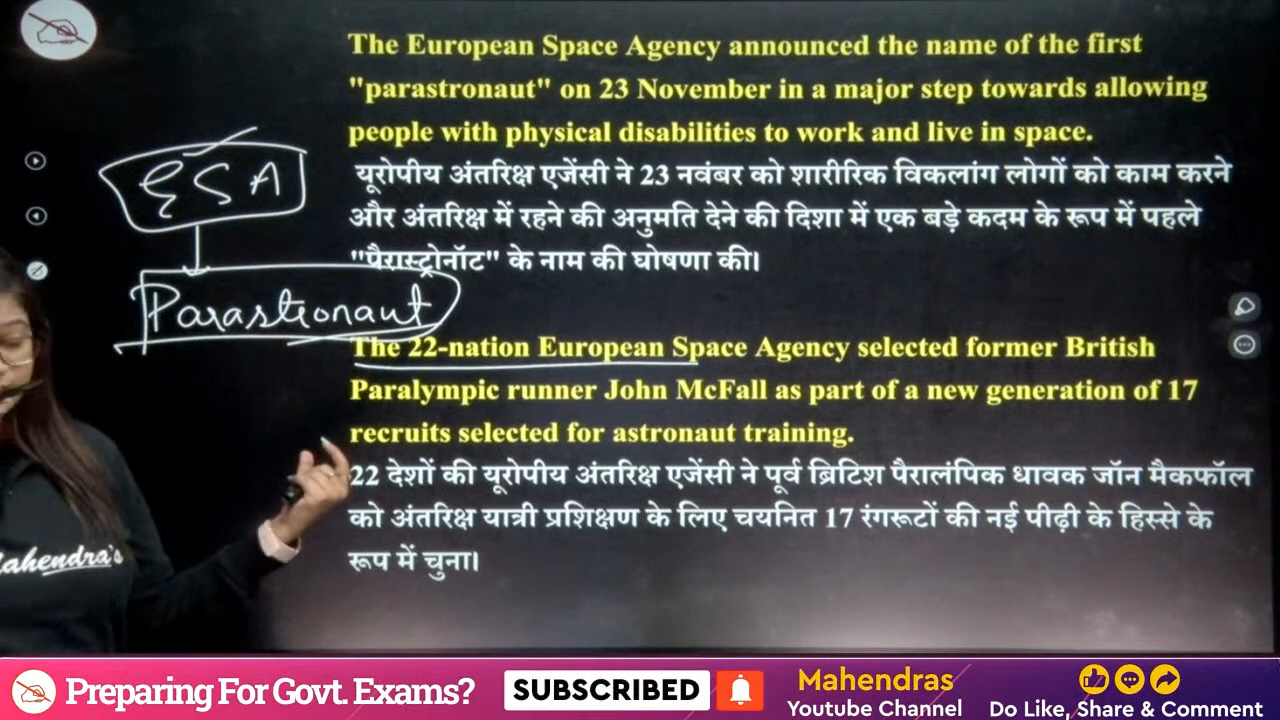 The European Space Agency announced the name of the first
"parastronaut" on 23 November in a major step towards allowing
people with physical disabilities to work and live in space.
यूरोपीय अंतरिक्ष एजेंसी ने 23 नवंबर को शारीरिक विकलांग लोगों को काम करने
और अंतरिक्ष में रहने की अनुमति देने की दिशा में एक बड़े कदम के रूप में पहले
"पैरास्ट्रोनॉट" के नाम की घोषणा की।
ESA
Parastronaut
The 22-nation European Space Agency selected former British
Paralympic runner John McFall as part of a new generation of 17
recruits selected for astronaut training.
22 देशों की यूरोपीय अंतरिक्ष एजेंसी ने पूर्व ब्रिटिश पैरालंपिक धावक जॉन मैकफॉल
को अंतरिक्ष यात्री प्रशिक्षण के लिए चयनित 17 रंगरूटों की नई पीढ़ी के हिस्से के
रूप में चुना।
ahendra's
Preparing For Govt. Exams?
SUBSCRIBED
Mahendras
Youtube Channel
Do Like, Share & Comment